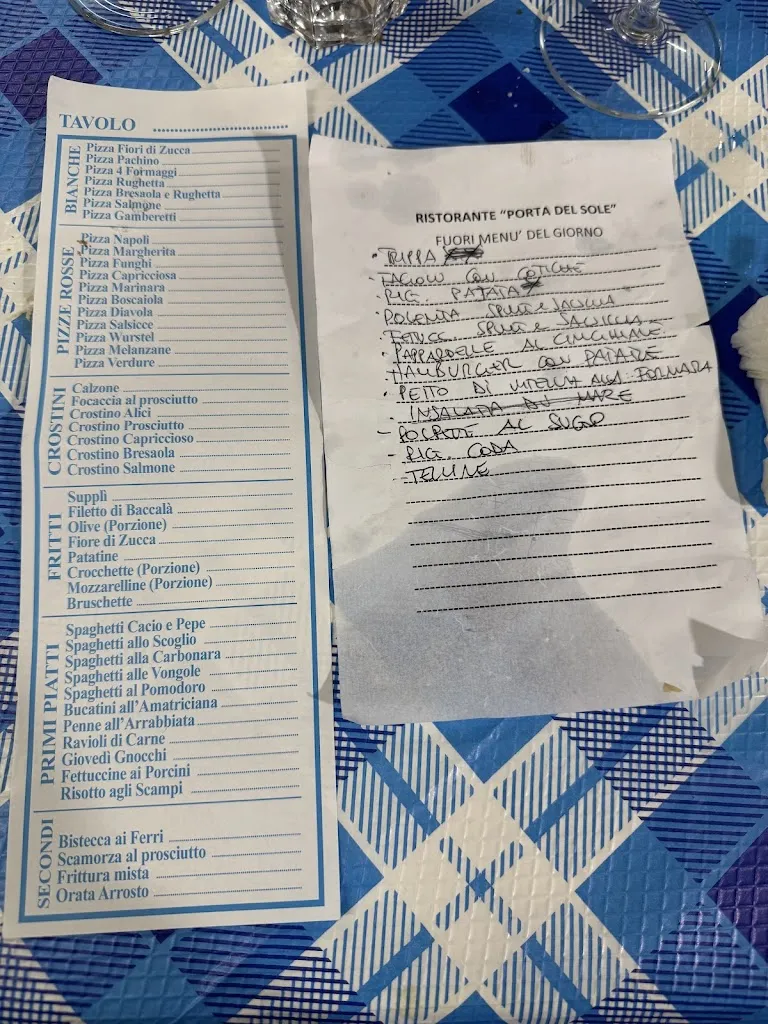 TAVOLO
BIANCHE
Pizza Fiori di Zucca
Pizza Pachino
Pizza 4 Formaggi
Pizza Rughetta
Pizza Bresaola e Rughetta
Pizza Salmone
Pizza Gamberetti
PIZZE ROSSE
Pizza Napoli
Pizza Margherita
Pizza Funghi
Pizza Capricciosa
Pizza Marinara
Pizza Boscaiola
Pizza Diavola
Pizza Salsicce
Pizza Wurstel
Pizza Melanzane
Pizza Verdure
CROSTINI
Calzone
Focaccia al prosciutto
Crostino Alici
Crostino Prosciutto
Crostino Capriccioso
Crostino Bresaola
Crostino Salmone
FRITTI
Supplì
Filetto di Baccalà
Olive (Porzione)
Fiore di Zucca
Patatine
Crocchette (Porzione)
Mozzarelline (Porzione)
Bruschette
PRIMI PIATTI
Spaghetti Cacio e Pepe
Spaghetti allo Scoglio
Spaghetti alla Carbonara
Spaghetti alle Vongole
Spaghetti al Pomodoro
Bucatini all'Amatriciana
Penne all'Arrabbiata
Ravioli di Carne
Giovedì Gnocchi
Fettuccine ai Porcini
Risotto agli Scampi
SECONDI
Bistecca ai Ferri
Scamorza al prosciutto
Frittura mista
Orata Arrosto
RISTORANTE "PORTA DEL SOLE"
FUORI MENU' DEL GIORNO
TRIPPA
CON COTICHE
RIG. PATATA
POLENTA SPUNT & SALSICCIA
FETTUCC. SPUNT & SALSICCIA
PAPPARDELLE AL CINGHIALE
HAMBURGER CON PATATE
PETTO DI VITELLA ALLA FORNARA
INSALATA DI MARE
AL SUGO
RIG. CODA
TELLINE